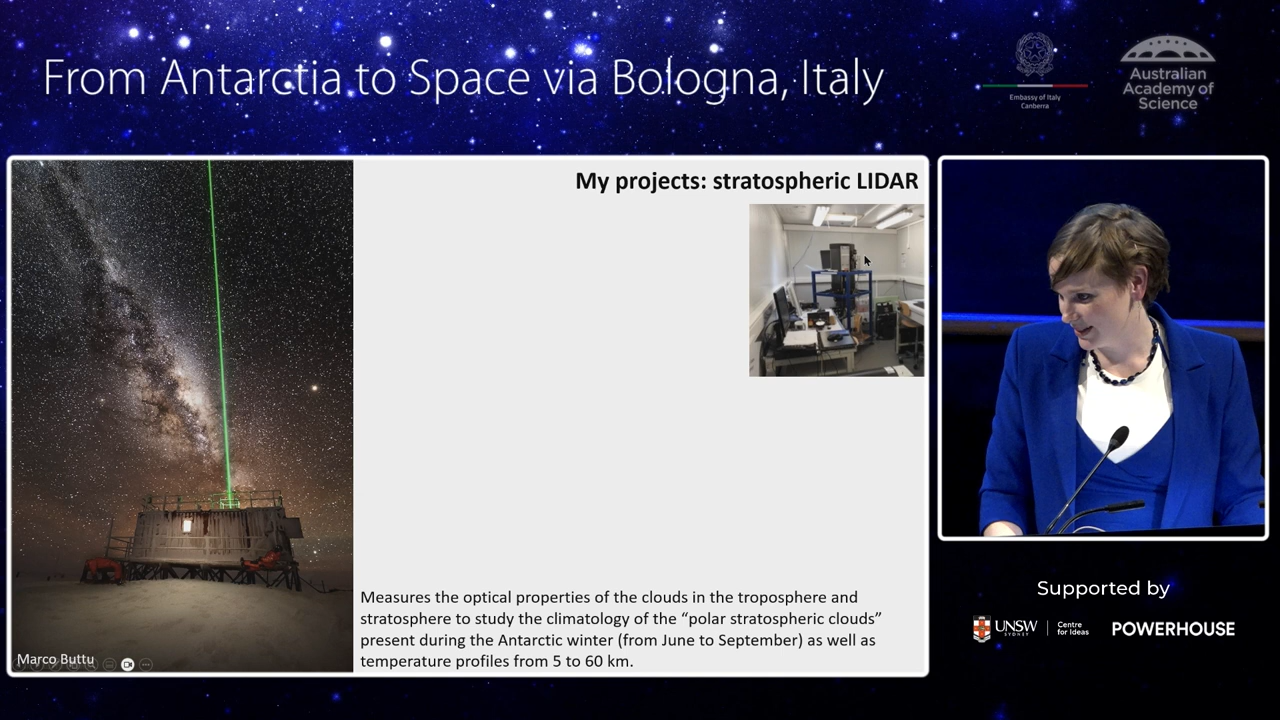 From Antarctia to Space via Bologna, Italy
Embassy of Italy
Canberra
Australian
Academy of
Science
My projects: stratospheric LIDAR
Measures the optical properties of the clouds in the troposphere and
stratosphere to study the climatology of the “polar stratospheric clouds”
present during the Antarctic winter (from June to September) as well as
temperature profiles from 5 to 60 km.
Marco Buttu
Supported by
UNSW
SYDNEY
Centre
for Ideas
POWERHOUSE